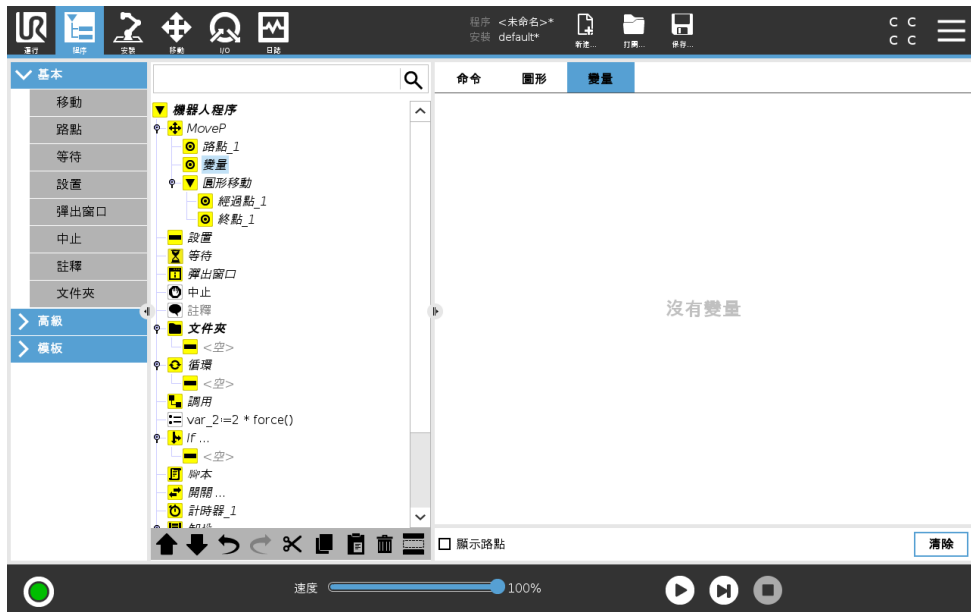 UR
運行
程序
安裝
移動
I/O
日誌
程序 <未命名>*
安裝 default*
新建...
打開...
保存...
C C
C C
基本
移動
路點
等待
設置
彈出窗口
中止
註釋
文件夾
高級
模板
機器人程序
MoveP
路點_1
變量
圓形移動
經過點_1
終點_1
設置
等待
彈出窗口
中止
註釋
文件夾
<空>
循環
<空>
調用
var_2:=2 * force()
If ...
<空>
腳本
開關 ...
計時器_1
命令
圖形
變量
沒有變量
顯示路點
清除
速度
100%